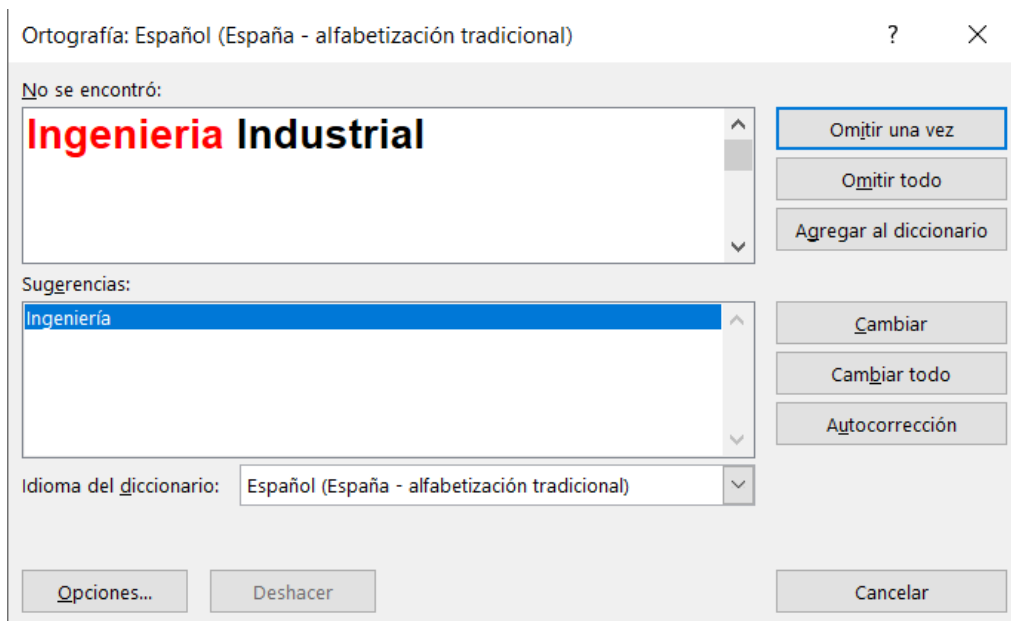 Ortografía: Español (España - alfabetización tradicional)
?
No se encontró:
Ingenieria Industrial
Omitir una vez
Omitir todo
Agregar al diccionario
Sugerencias:
Ingeniería
Cambiar
Cambiar todo
Autocorrección
Idioma del diccionario: Español (España - alfabetización tradicional)
Opciones... Deshacer Cancelar